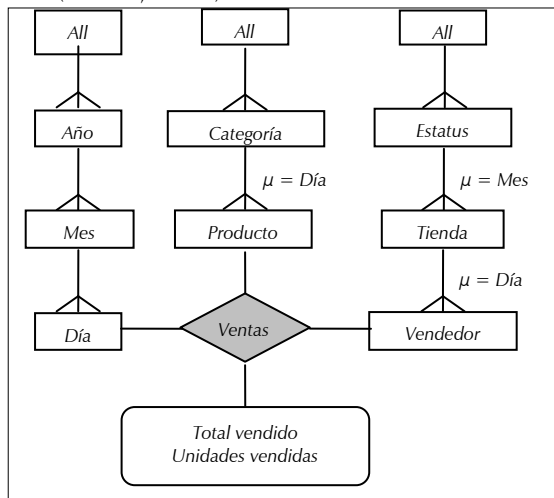 All
All
All
Año
Categoría
Estatus
μ = Día
μ = Mes
Mes
Producto
Tienda
μ = Día
Día
Ventas
Vendedor
Total vendido
Unidades vendidas